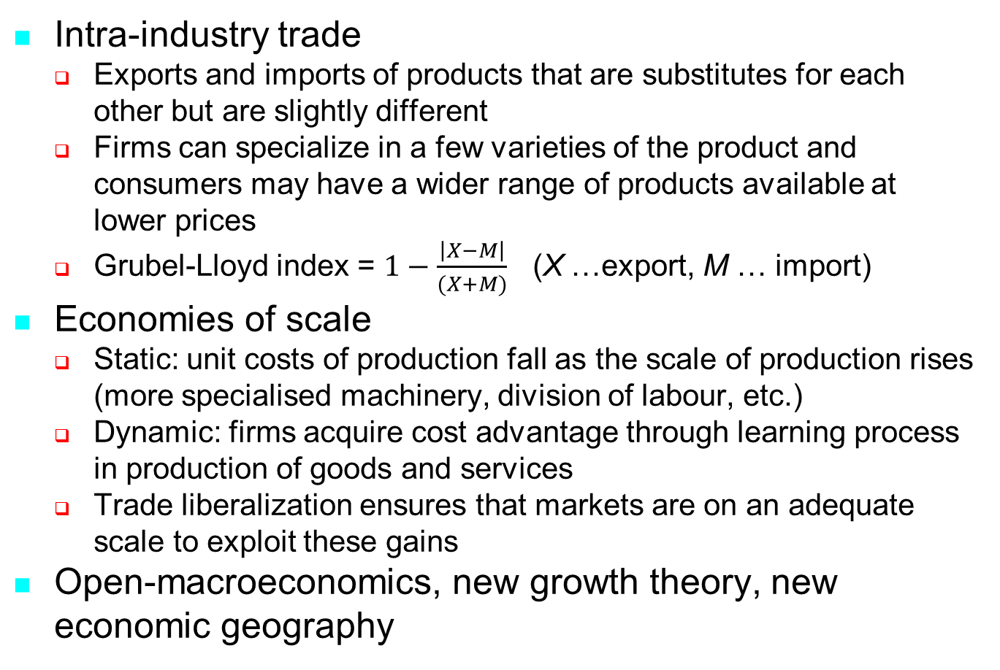 Intra-industry trade
Exports and imports of products that are substitutes for each
other but are slightly different
Firms can specialize in a few varieties of the product and
consumers may have a wider range of products available at
lower prices
Grubel-Lloyd index = 1 − |X−M| / (X+M) (X …export, M … import)
Economies of scale
Static: unit costs of production fall as the scale of production rises
(more specialised machinery, division of labour, etc.)
Dynamic: firms acquire cost advantage through learning process
in production of goods and services
Trade liberalization ensures that markets are on an adequate
scale to exploit these gains
Open-macroeconomics, new growth theory, new
economic geography